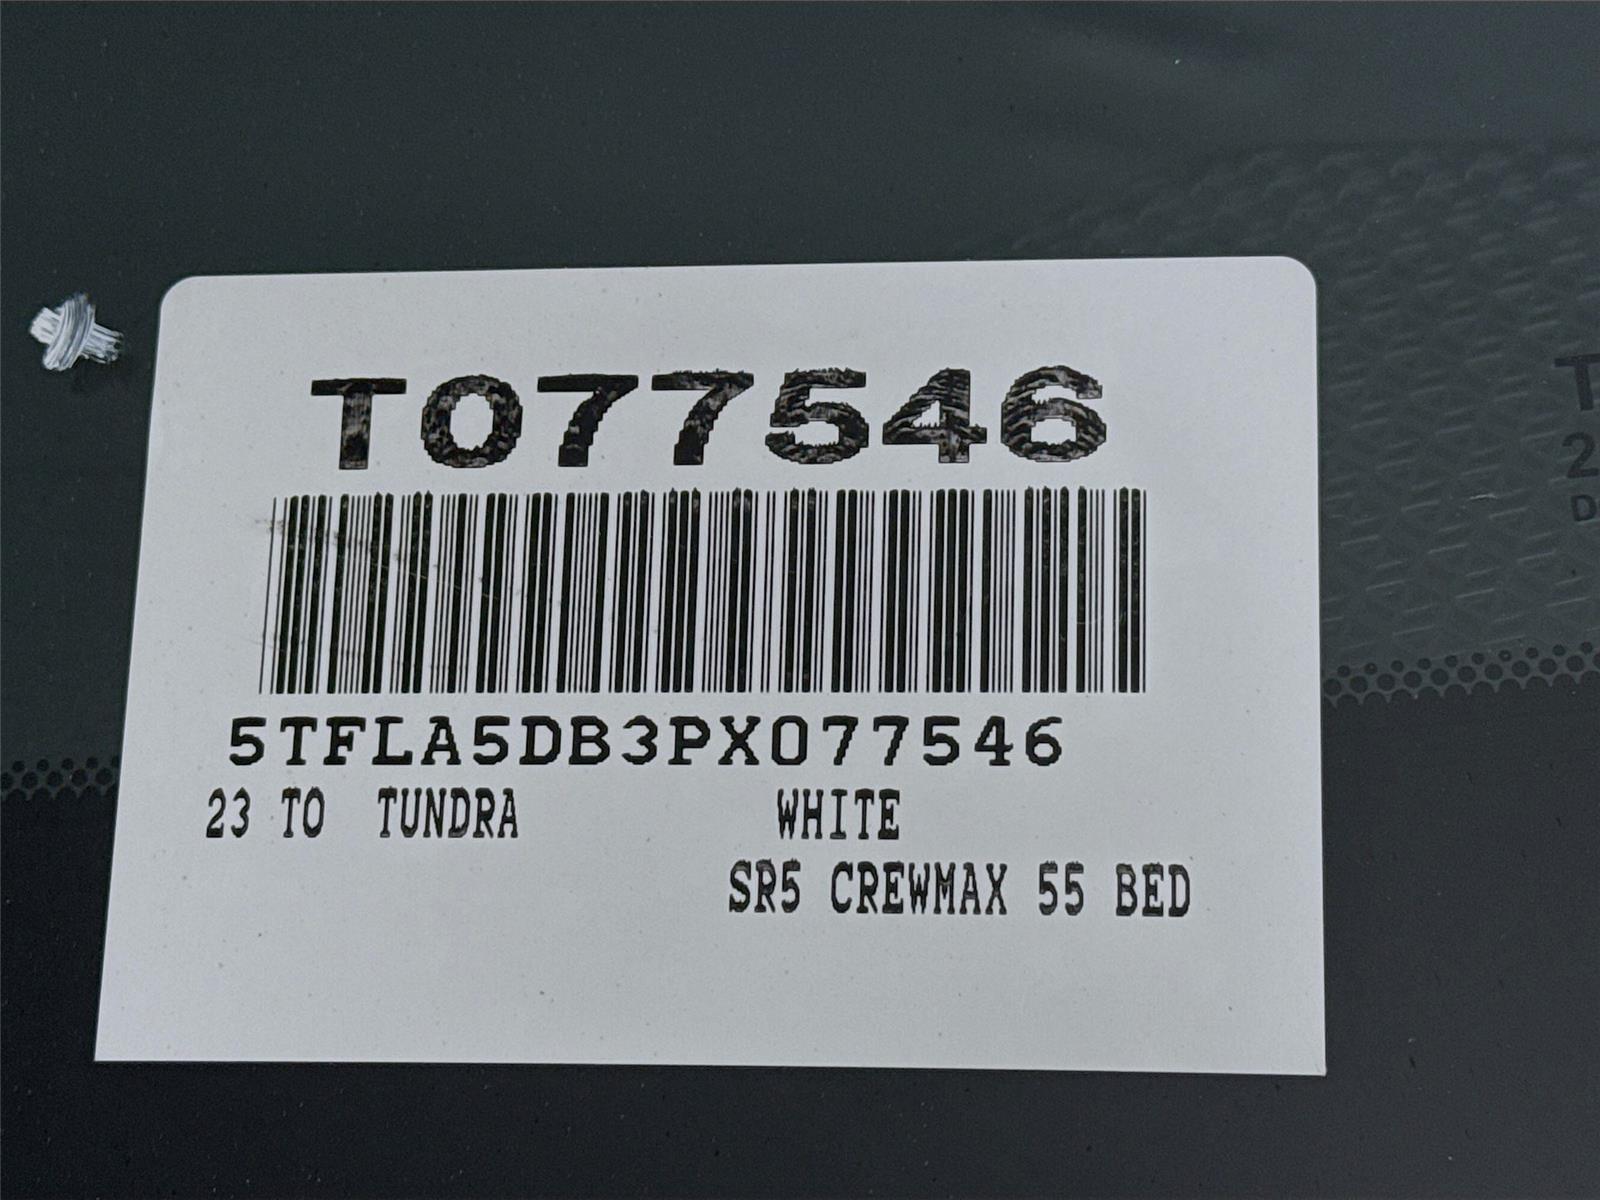 T077546
5TFLA5DB3PX077546
23 TO TUNDRA WHITE
SR5 CREWMAX 55 BED